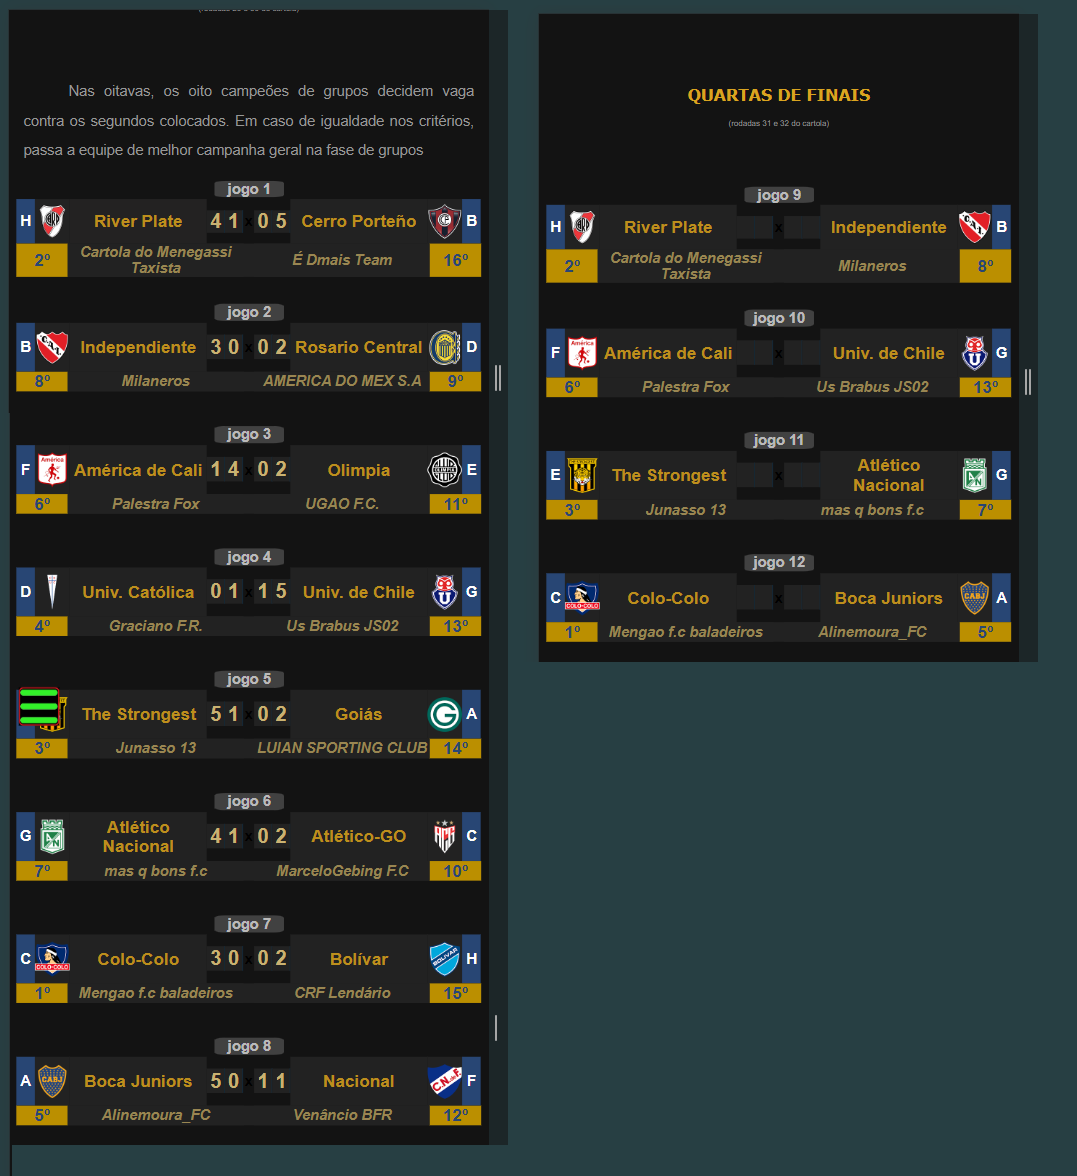 Nas oitavas, os oito campeões de grupos decidem vaga
contra os segundos colocados. Em caso de igualdade nos critérios,
passa a equipe de melhor campanha geral na fase de grupos
jogo 1
H River Plate 4 1 x 0 5 Cerro Porteño B
2º Cartola do Menegassi
Taxista É Dmais Team 16º
jogo 2
B Independiente 3 0 x 0 2 Rosario Central D
8º Milaneros AMERICA DO MEX S.A 9º
jogo 3
F América de Cali 1 4 x 0 2 Olimpia E
6º Palestra Fox UGAO F.C. 11º
jogo 4
D Univ. Católica 0 1 x 1 5 Univ. de Chile G
4º Graciano F.R. Us Brabus JS02 13º
jogo 5
The Strongest 5 1 x 0 2 Goiás A
3º Junasso 13 LUIAN SPORTING CLUB 14º
jogo 6
G Atlético
Nacional 4 1 x 0 2 Atlético-GO C
7º mas q bons f.c MarceloGebing F.C 10º
jogo 7
C Colo-Colo 3 0 x 0 2 Bolívar H
1º Mengao f.c baladeiros CRF Lendário 15º
jogo 8
A Boca Juniors 5 0 x 1 1 Nacional F
5º Alinemoura_FC Venâncio BFR 12º
QUARTAS DE FINAIS
(rodadas 31 e 32 do cartola)
jogo 9
H River Plate x Independiente B
2º Cartola do Menegassi
Taxista Milaneros 8º
jogo 10
F América de Cali x Univ. de Chile G
6º Palestra Fox Us Brabus JS02 13º
jogo 11
E The Strongest x Atlético
Nacional G
3º Junasso 13 mas q bons f.c 7º
jogo 12
C Colo-Colo x Boca Juniors A
1º Mengao f.c baladeiros Alinemoura_FC 5º